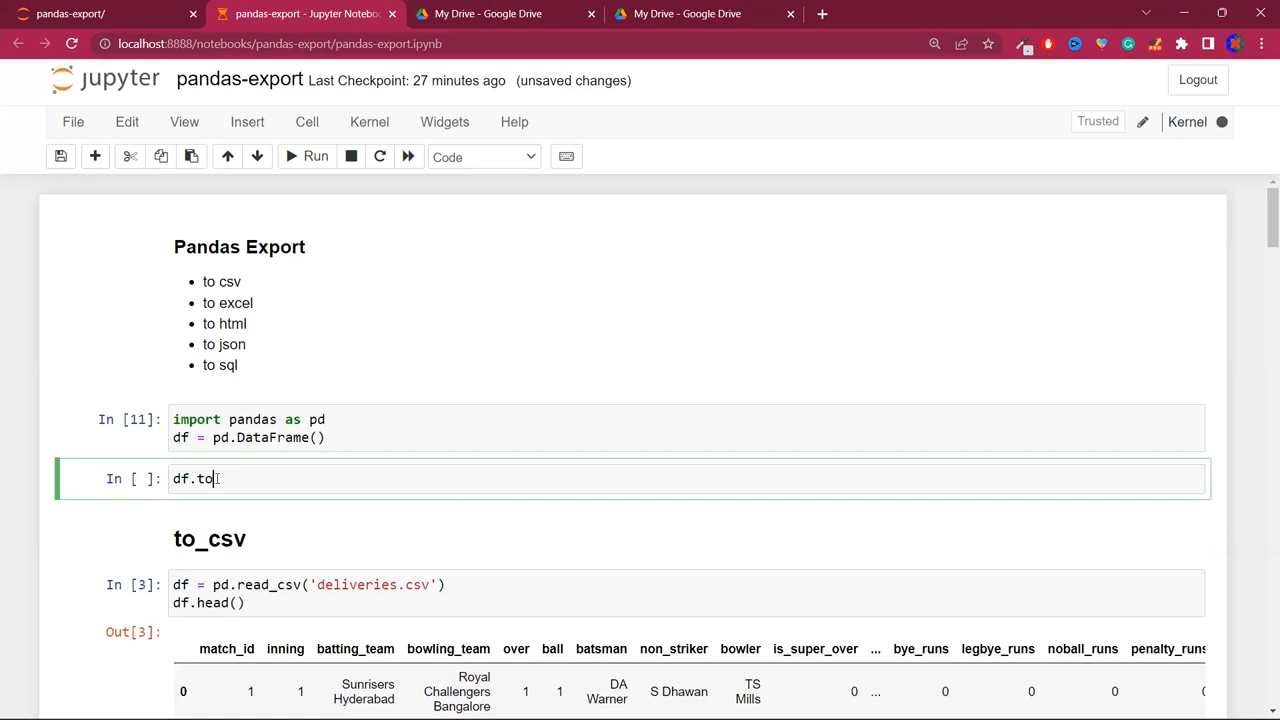 pandas-export/
pandas-export - Jupyter Notebo
My Drive - Google Drive
My Drive - Google Drive
localhost:8888/notebooks/pandas-export/pandas-export.ipynb
jupyter pandas-export Last Checkpoint: 27 minutes ago (unsaved changes)
Logout
File Edit View Insert Cell Kernel Widgets Help
Trusted Kernel
Run Code
Pandas Export
• to csv
• to excel
• to html
• to json
• to sql
In [11]: import pandas as pd
df = pd.DataFrame()
In [ ]: df.to
to_csv
In [3]: df = pd.read_csv('deliveries.csv')
df.head()
Out[3]:
match_id inning batting_team bowling_team over ball batsman non_striker bowler is_super_over ... bye_runs legbye_runs noball_runs penalty_runs
0 1 1 Sunrisers Hyderabad Royal Challengers Bangalore 1 1 DA Warner S Dhawan TS Mills 0 ... 0 0 0 0